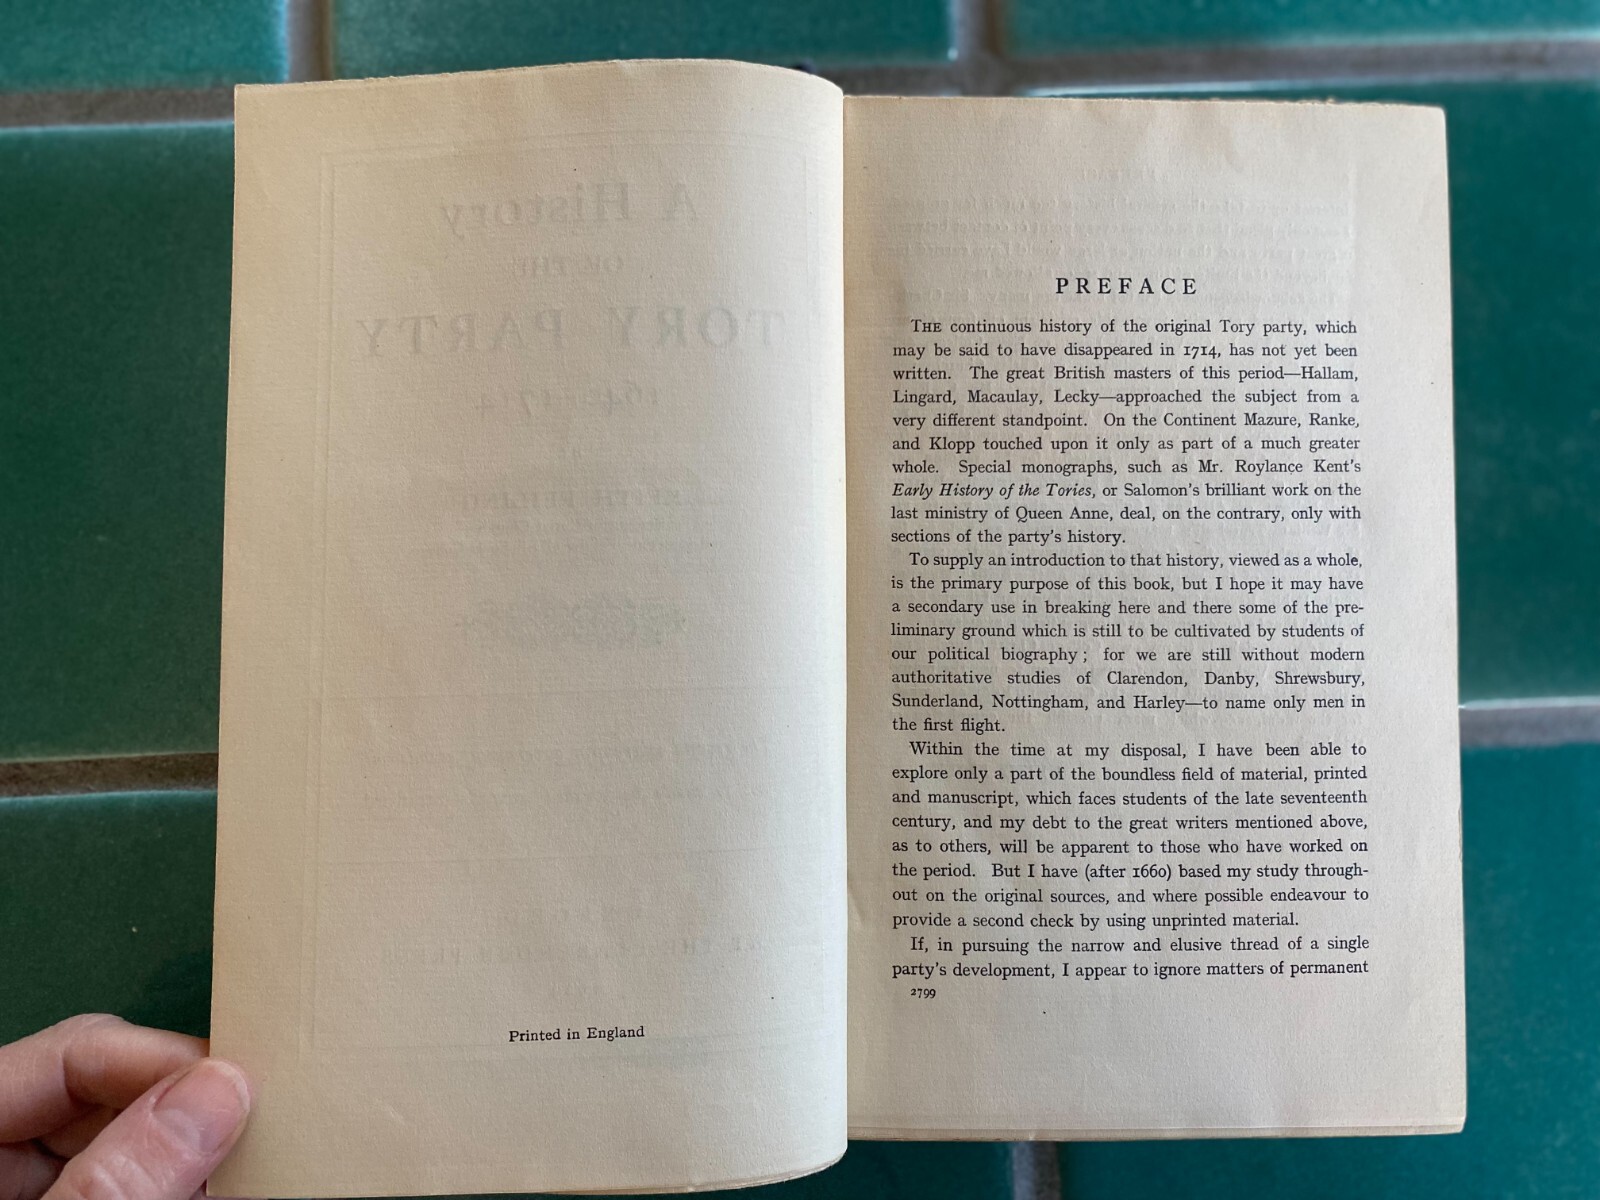 A History
OF THE
TORY PARTY
1640-1714
BY
KEITH FEILING
Printed in England
PREFACE
THE continuous history of the original Tory party, which
may be said to have disappeared in 1714, has not yet been
written. The great British masters of this period—Hallam,
Lingard, Macaulay, Lecky—approached the subject from a
very different standpoint. On the Continent Mazure, Ranke,
and Klopp touched upon it only as part of a much greater
whole. Special monographs, such as Mr. Roylance Kent's
Early History of the Tories, or Salomon's brilliant work on the
last ministry of Queen Anne, deal, on the contrary, only with
sections of the party's history.
To supply an introduction to that history, viewed as a whole,
is the primary purpose of this book, but I hope it may have
a secondary use in breaking here and there some of the pre-
liminary ground which is still to be cultivated by students of
our political biography ; for we are still without modern
authoritative studies of Clarendon, Danby, Shrewsbury,
Sunderland, Nottingham, and Harley—to name only men in
the first flight.
Within the time at my disposal, I have been able to
explore only a part of the boundless field of material, printed
and manuscript, which faces students of the late seventeenth
century, and my debt to the great writers mentioned above,
as to others, will be apparent to those who have worked on
the period. But I have (after 1660) based my study through-
out on the original sources, and where possible endeavour to
provide a second check by using unprinted material.
If, in pursuing the narrow and elusive thread of a single
party's development, I appear to ignore matters of permanent
2799